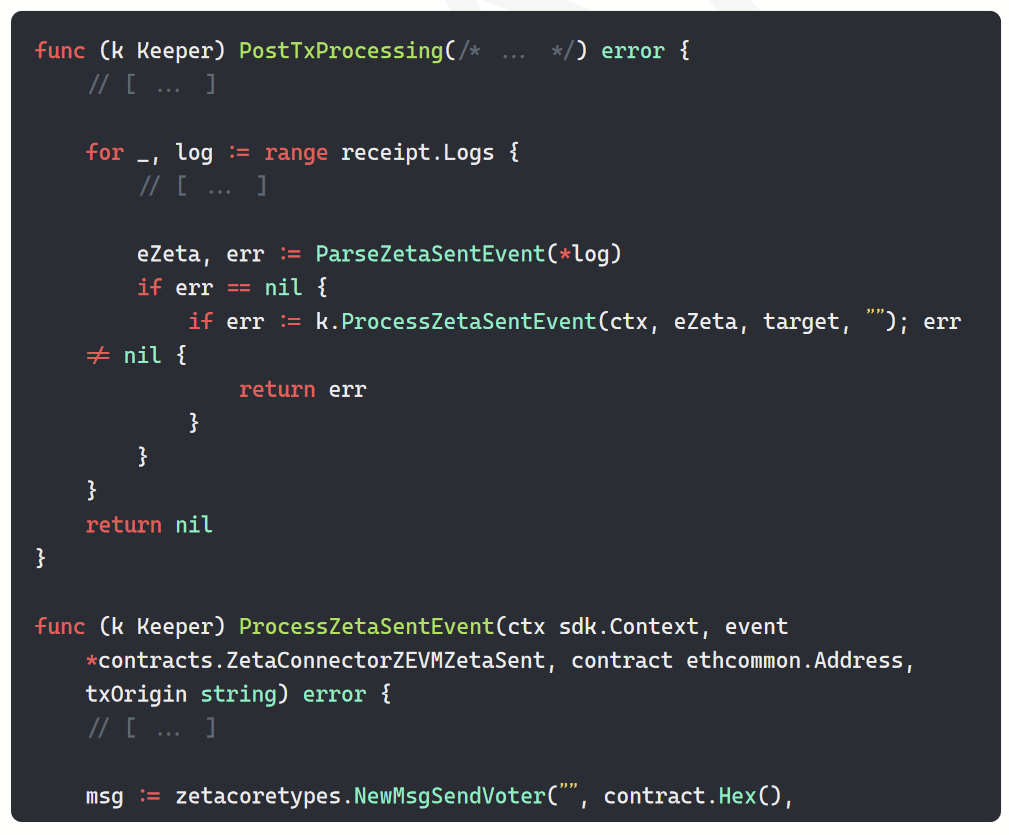 func (k Keeper) PostTxProcessing(/* ... */) error {
    // [ ... ]

    for _, log := range receipt.Logs {
        // [ ... ]

        eZeta, err := ParseZetaSentEvent(*log)
        if err == nil {
            if err := k.ProcessZetaSentEvent(ctx, eZeta, target, ""); err
    != nil {
                return err
            }
        }
    }
    return nil
}

func (k Keeper) ProcessZetaSentEvent(ctx sdk.Context, event
    *contracts.ZetaConnectorZEVMZetaSent, contract ethcommon.Address,
    txOrigin string) error {
    // [ ... ]

    msg := zetacoretypes.NewMsgSendVoter("", contract.Hex(),